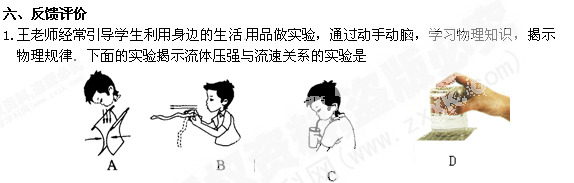 六、反馈评价
1.王老师经常引导学生利用身边的生活用品做实验，通过动手动脑，学习物理知识，揭示
物理规律．下面的实验揭示流体压强与流速关系的实验是
A B C D